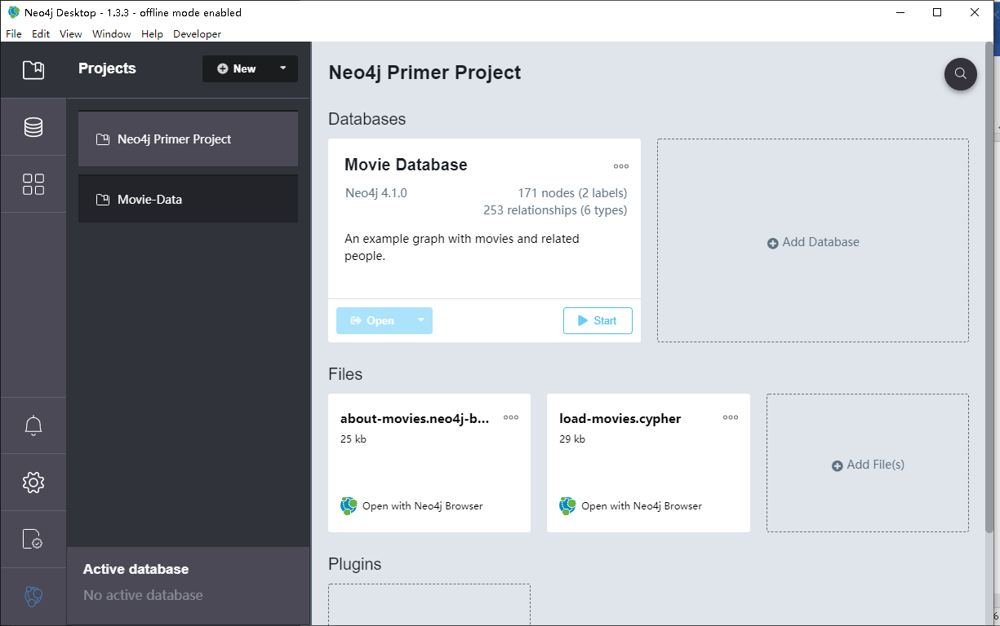 Neo4j Desktop - 1.3.3 - offline mode enabled
File Edit View Window Help Developer
Projects
New
Neo4j Primer Project
Movie-Data
Active database
No active database
Neo4j Primer Project
Databases
Movie Database
Neo4j 4.1.0
171 nodes (2 labels)
253 relationships (6 types)
An example graph with movies and related
people.
Open
Start
Add Database
Files
about-movies.neo4j-b...
25 kb
Open with Neo4j Browser
load-movies.cypher
29 kb
Open with Neo4j Browser
Add File(s)
Plugins